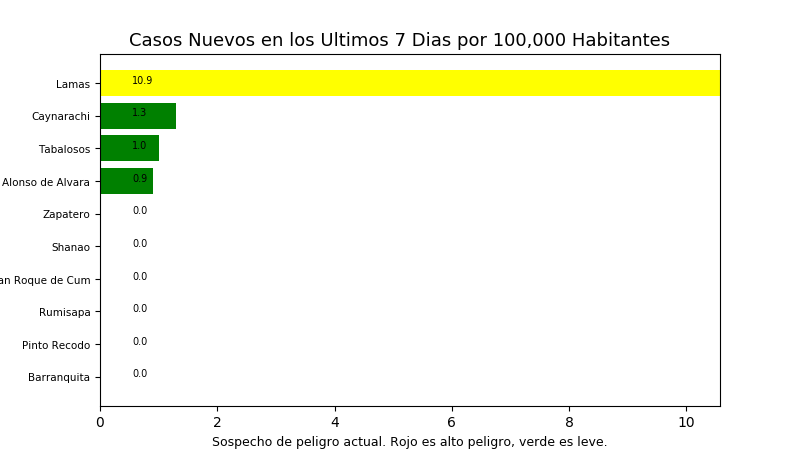 Casos Nuevos en los Ultimos 7 Dias por 100,000 Habitantes
Lamas 10.9
Caynarachi 1.3
Tabalosos 1.0
Alonso de Alvara 0.9
Zapatero 0.0
Shanao 0.0
an Roque de Cum 0.0
Rumisapa 0.0
Pinto Recodo 0.0
Barranquita 0.0
0 2 4 6 8 10
Sospecho de peligro actual. Rojo es alto peligro, verde es leve.